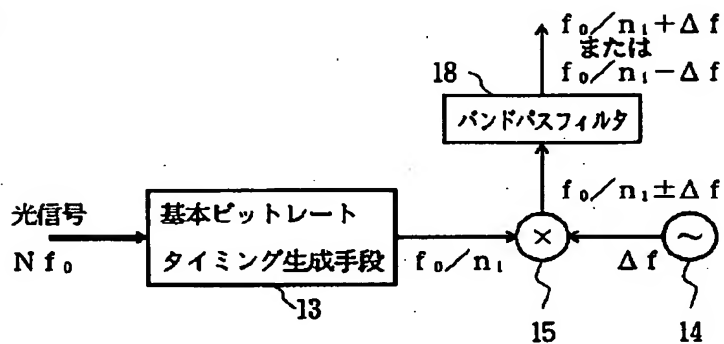 f₀／n₁＋Δf
または
f₀／n₁－Δf
18
バンドパスフィルタ
f₀／n₁±Δf
光信号
Nf₀
基本ビットレート
タイミング生成手段
f₀／n₁
×
Δf
～
13
15
14